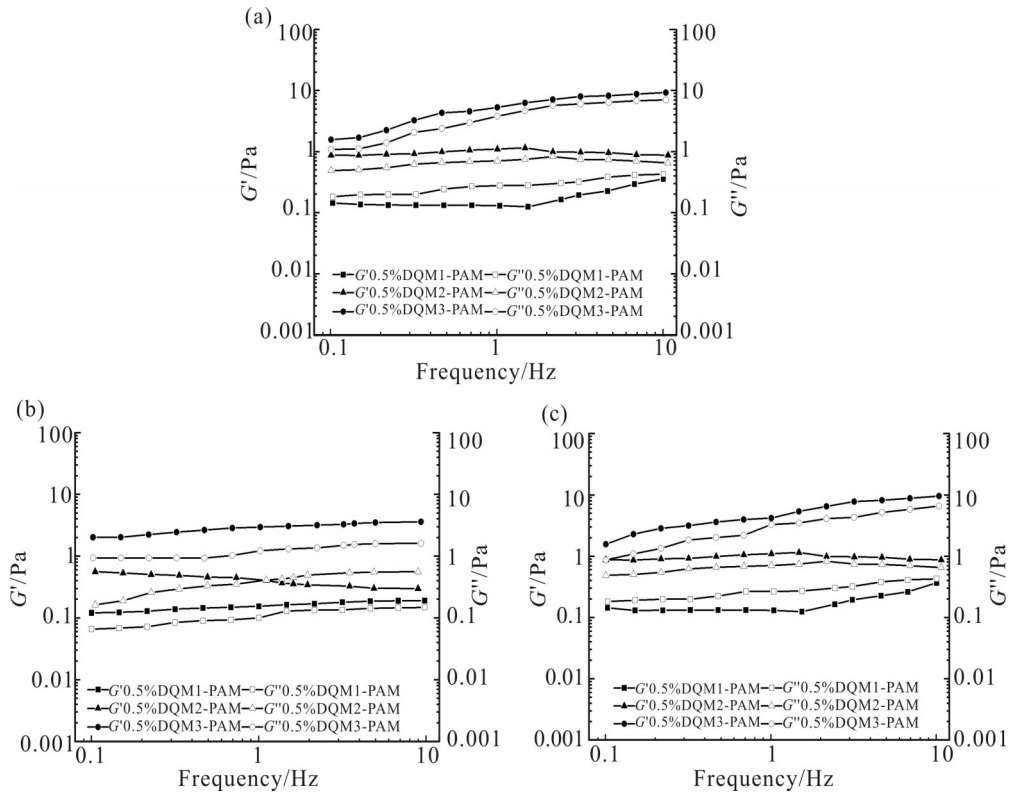 (a)
100 100
10 10
1 1
0.1 0.1
0.01 0.01
0.001 0.001
G'/Pa
G''/Pa
G'0.5%DQM1-PAM G''0.5%DQM1-PAM
G'0.5%DQM2-PAM G''0.5%DQM2-PAM
G'0.5%DQM3-PAM G''0.5%DQM3-PAM
0.1 1 10
Frequency/Hz
(b)
100 100
10 10
1 1
0.1 0.1
0.01 0.01
0.001 0.001
G'/Pa
G''/Pa
G'0.5%DQM1-PAM G''0.5%DQM1-PAM
G'0.5%DQM2-PAM G''0.5%DQM2-PAM
G'0.5%DQM3-PAM G''0.5%DQM3-PAM
0.1 1 10
Frequency/Hz
(c)
100 100
10 10
1 1
0.1 0.1
0.01 0.01
0.001 0.001
G'/Pa
G''/Pa
G'0.5%DQM1-PAM G''0.5%DQM1-PAM
G'0.5%DQM2-PAM G''0.5%DQM2-PAM
G'0.5%DQM3-PAM G''0.5%DQM3-PAM
0.1 1 10
Frequency/Hz